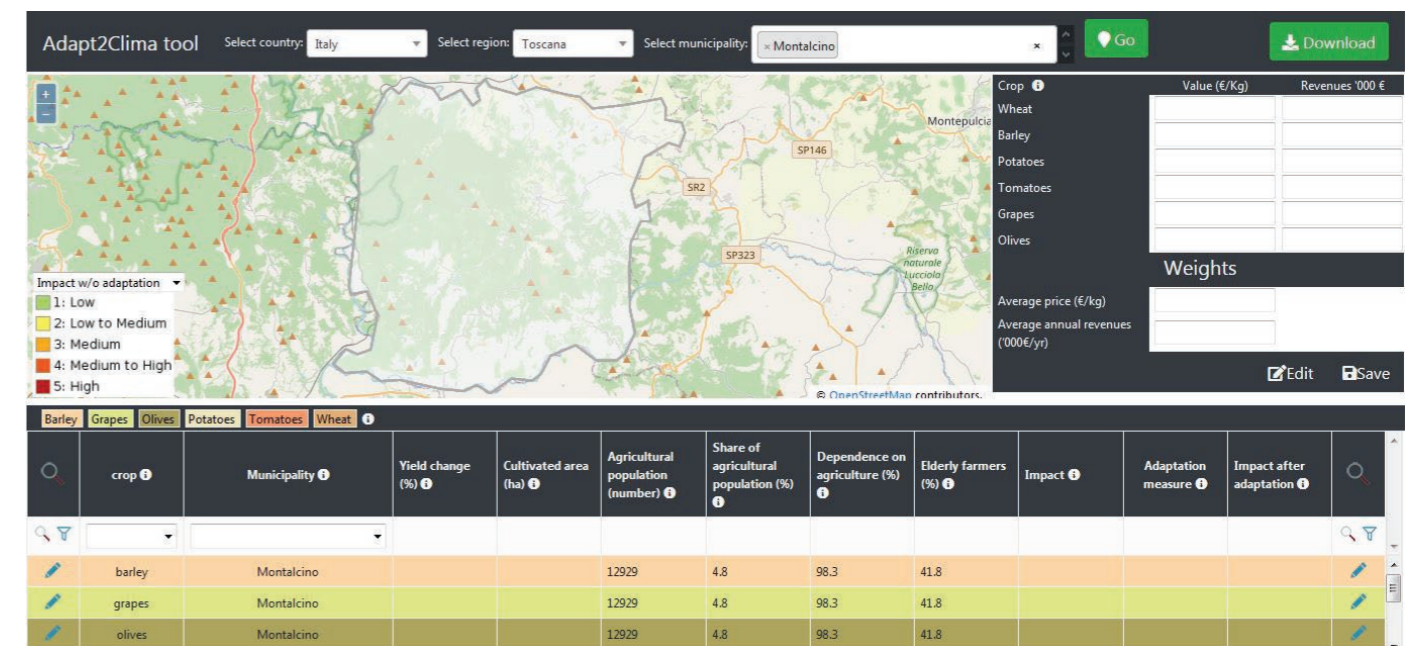 Adapt2Clima tool Select country: Italy Select region: Toscana Select municipality: × Montalcino × Go Download
+
−
Montepulcia
SP146
SR2
SP323
Riserva
naturale
Lucciola
Bella
Impact w/o adaptation
1: Low
2: Low to Medium
3: Medium
4: Medium to High
5: High
© OpenStreetMap contributors.
Crop Value (€/Kg) Revenues '000 €
Wheat
Barley
Potatoes
Tomatoes
Grapes
Olives
Weights
Average price (€/kg)
Average annual revenues
('000€/yr)
Edit Save
Barley Grapes Olives Potatoes Tomatoes Wheat
crop
Municipality
Yield change
(%)
Cultivated area
(ha)
Agricultural
population
(number)
Share of
agricultural
population (%)
Dependence on
agriculture (%)
Elderly farmers
(%)
Impact
Adaptation
measure
Impact after
adaptation
barley Montalcino 12929 4.8 98.3 41.8
grapes Montalcino 12929 4.8 98.3 41.8
olives Montalcino 12929 4.8 98.3 41.8